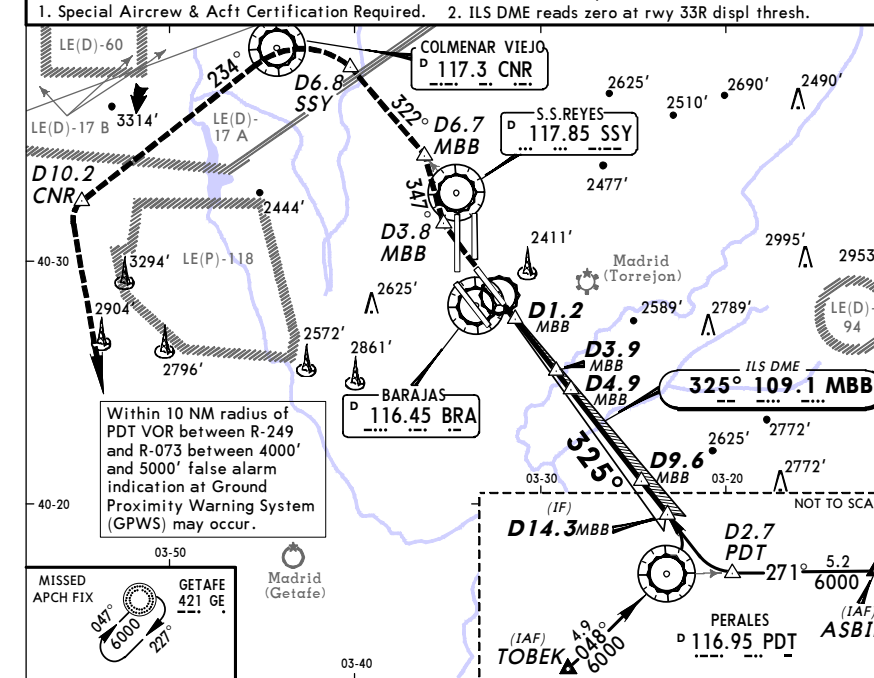 1. Special Aircrew & Acft Certification Required. 2. ILS DME reads zero at rwy 33R displ thresh.
LE(D)-60
234°
D6.8
SSY
COLMENAR VIEJO
D 117.3 CNR
2625'
2690'
2490'
2510'
LE(D)-17 B
3314'
LE(D)-
17 A
322°
D6.7
MBB
S.S.REYES
D 117.85 SSY
2477'
D10.2
CNR
2444'
347°
D3.8
MBB
2411'
2995'
2953
40-30
3294'
LE(P)-118
Madrid
(Torrejon)
2904'
2625'
D1.2
MBB
2589'
2789'
LE(D)-
94
2796'
2572'
2861'
D3.9
MBB
D4.9
MBB
ILS DME
325° 109.1 MBB
BARAJAS
D 116.45 BRA
Within 10 NM radius of
PDT VOR between R-249
and R-073 between 4000'
and 5000' false alarm
indication at Ground
Proximity Warning System
(GPWS) may occur.
325°
2772'
2625'
D9.6
MBB
2772'
03-30
03-20
40-20
NOT TO SCA
(IF)
D14.3 MBB
D2.7
PDT
03-50
271°
5.2
6000
MISSED
APCH FIX
GETAFE
421 GE
047°
6000
227°
Madrid
(Getafe)
(IAF)
ASBI
PERALES
D 116.95 PDT
(IAF)
TOBEK
4.9
048°
6000
03-40